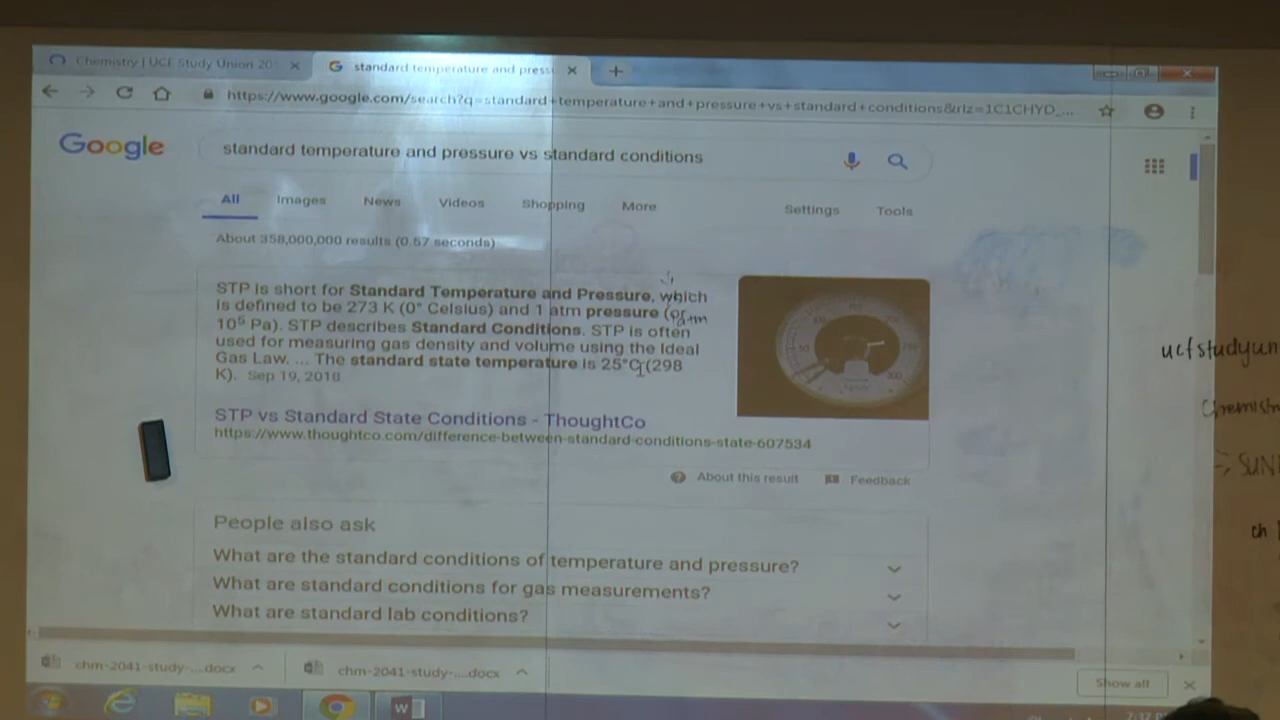 Chemistry | UCF Study Union 20
standard temperature and press
https://www.google.com/search?q=standard+temperature+and+pressure+vs+standard+conditions&rlz=1C1CHYD_...
Google
standard temperature and pressure vs standard conditions
All Images News Videos Shopping More Settings Tools
About 358,000,000 results (0.57 seconds)
STP is short for Standard Temperature and Pressure, which
is defined to be 273 K (0° Celsius) and 1 atm pressure (or
10⁵ Pa). STP describes Standard Conditions. STP is often
used for measuring gas density and volume using the Ideal
Gas Law. ... The standard state temperature is 25°C (298
K). Sep 19, 2018
atm
STP vs Standard State Conditions - ThoughtCo
https://www.thoughtco.com/difference-between-standard-conditions-state-607534
About this result Feedback
People also ask
What are the standard conditions of temperature and pressure?
What are standard conditions for gas measurements?
What are standard lab conditions?
chm-2041-study-....docx
chm-2041-study-....docx
Show all
ucfstudyun
Chemistr
SUN
ch